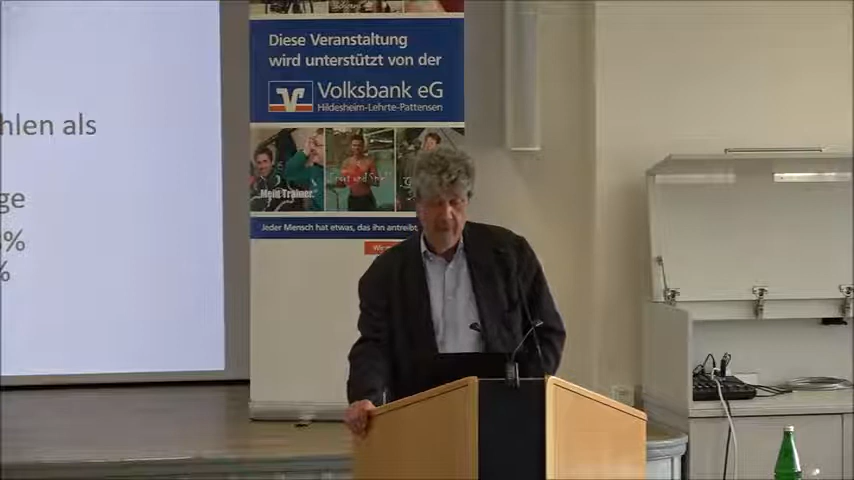 hlen als
ge
%
%
Diese Veranstaltung
wird unterstützt von der
Volksbank eG
Hildesheim-Lehrte-Pattensen
Mein Trainer.
Jeder Mensch hat etwas, das ihn antreibt.